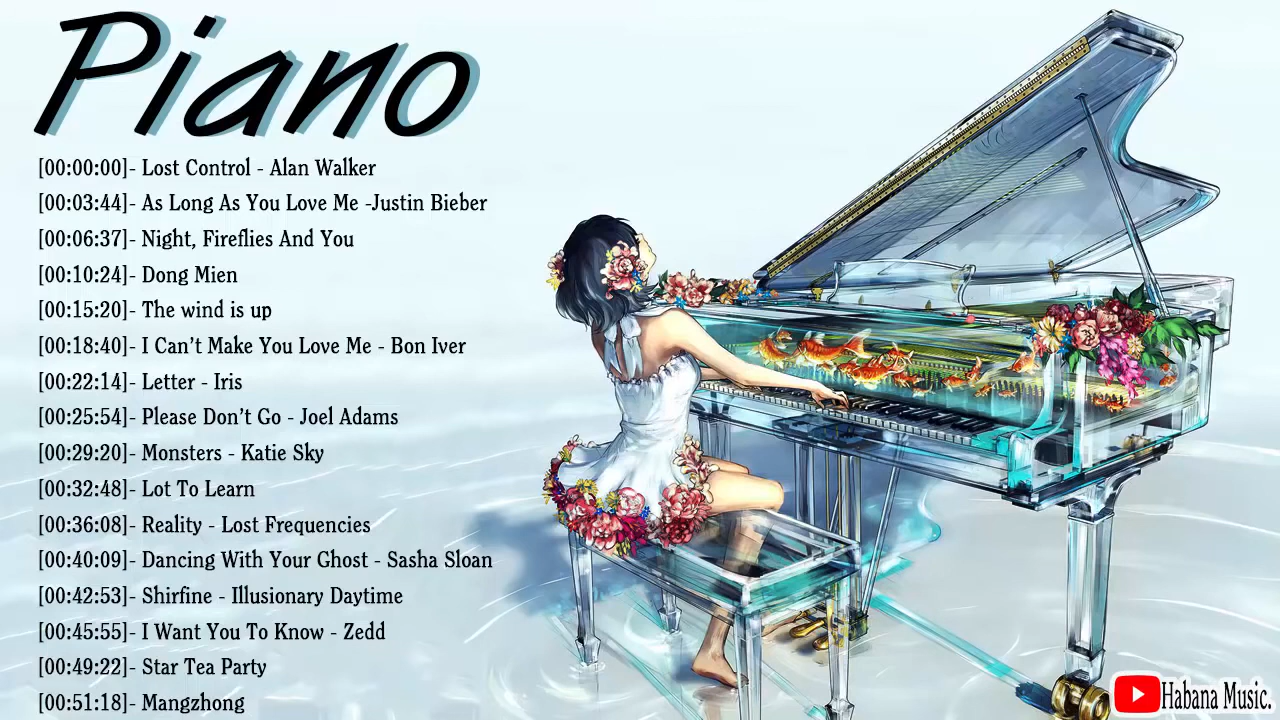 Piano
[00:00:00]- Lost Control - Alan Walker
[00:03:44]- As Long As You Love Me -Justin Bieber
[00:06:37]- Night, Fireflies And You
[00:10:24]- Dong Mien
[00:15:20]- The wind is up
[00:18:40]- I Can't Make You Love Me - Bon Iver
[00:22:14]- Letter - Iris
[00:25:54]- Please Don't Go - Joel Adams
[00:29:20]- Monsters - Katie Sky
[00:32:48]- Lot To Learn
[00:36:08]- Reality - Lost Frequencies
[00:40:09]- Dancing With Your Ghost - Sasha Sloan
[00:42:53]- Shirfine - Illusionary Daytime
[00:45:55]- I Want You To Know - Zedd
[00:49:22]- Star Tea Party
[00:51:18]- Mangzhong
Habana Music.